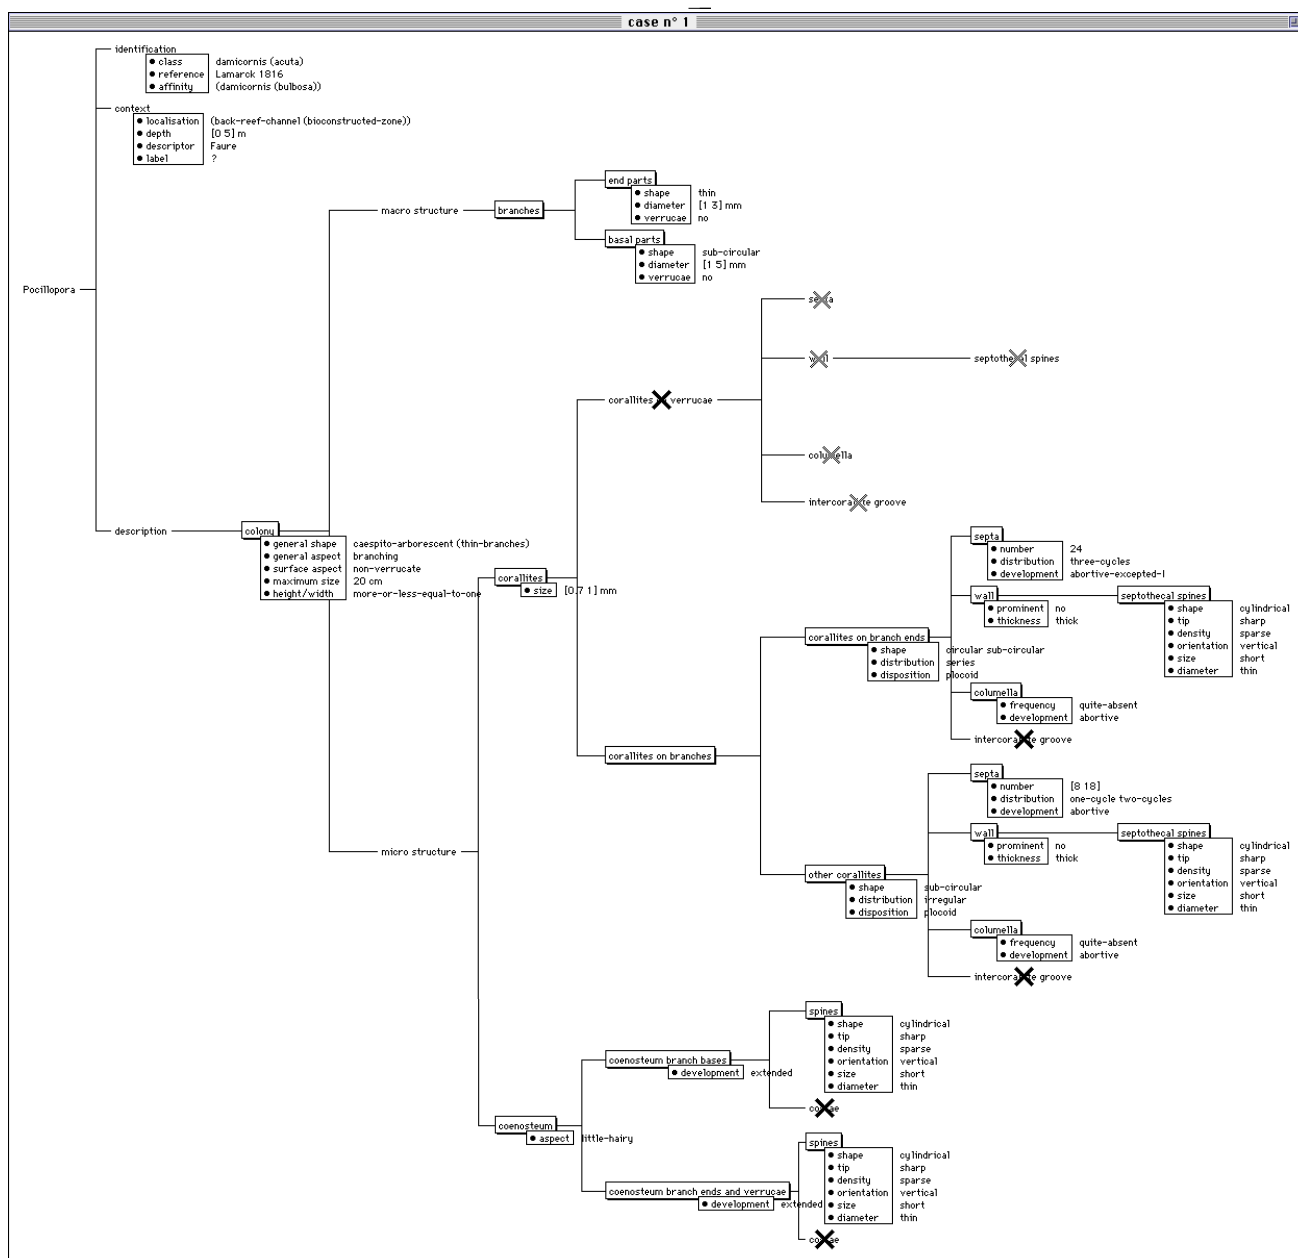 case n° 1
identification
• class damicornis (acuta)
• reference Lamarck 1816
• affinity (damicornis (bulbosa))
context
• localisation (back-reef-channel (bioconstructed-zone))
• depth [0 5] m
• descriptor Faure
• label ?
Pocillopora
description
colony
• general shape caespito-arborescent (thin-branches)
• general aspect branching
• surface aspect non-verrucate
• maximum size 20 cm
• height/width more-or-less-equal-to-one
macro structure
branches
end parts
• shape thin
• diameter [1 3] mm
• verrucae no
basal parts
• shape sub-circular
• diameter [1 5] mm
• verrucae no
micro structure
corallites
• size [0.7 1] mm
corallites verrucae
septa
wall
septothecal spines
columella
intercorallite groove
corallites on branches
corallites on branch ends
• shape circular sub-circular
• distribution series
• disposition plocoid
septa
• number 24
• distribution three-cycles
• development abortive-excepted-I
wall
• prominent no
• thickness thick
septothecal spines
• shape cylindrical
• tip sharp
• density sparse
• orientation vertical
• size short
• diameter thin
columella
• frequency quite-absent
• development abortive
intercorallite groove
other corallites
• shape sub-circular
• distribution irregular
• disposition plocoid
septa
• number [8 18]
• distribution one-cycle two-cycles
• development abortive
wall
• prominent no
• thickness thick
septothecal spines
• shape cylindrical
• tip sharp
• density sparse
• orientation vertical
• size short
• diameter thin
columella
• frequency quite-absent
• development abortive
intercorallite groove
coenosteum
• aspect little-hairy
coenosteum branch bases
• development extended
spines
• shape cylindrical
• tip sharp
• density sparse
• orientation vertical
• size short
• diameter thin
coenosteum branch ends and verrucae
• development extended
spines
• shape cylindrical
• tip sharp
• density sparse
• orientation vertical
• size short
• diameter thin